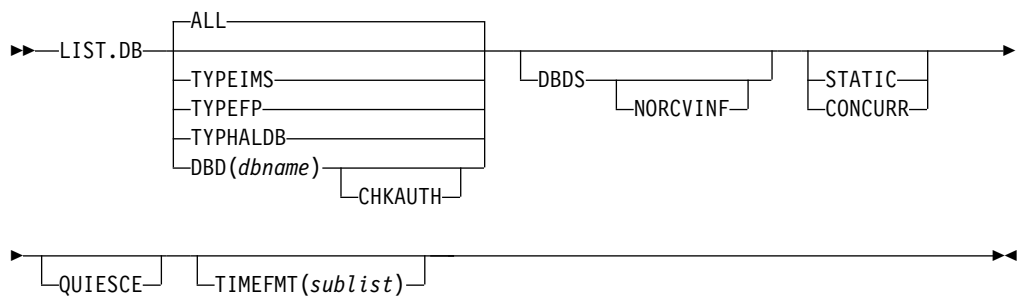 ALL
LIST.DB
TYPEIMS
TYPEFP
TYPHALDB
DBD(dbname)
CHKAUTH
DBDS
NORCVINF
STATIC
CONCURR
QUIESCE
TIMEFMT(sublist)